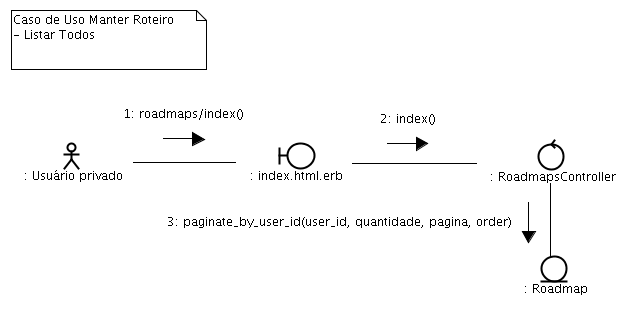 Caso de Uso Manter Roteiro
- Listar Todos
1: roadmaps/index()
2: index()
: Usuário privado
: index.html.erb
: RoadmapsController
3: paginate_by_user_id(user_id, quantidade, pagina, order)
: Roadmap